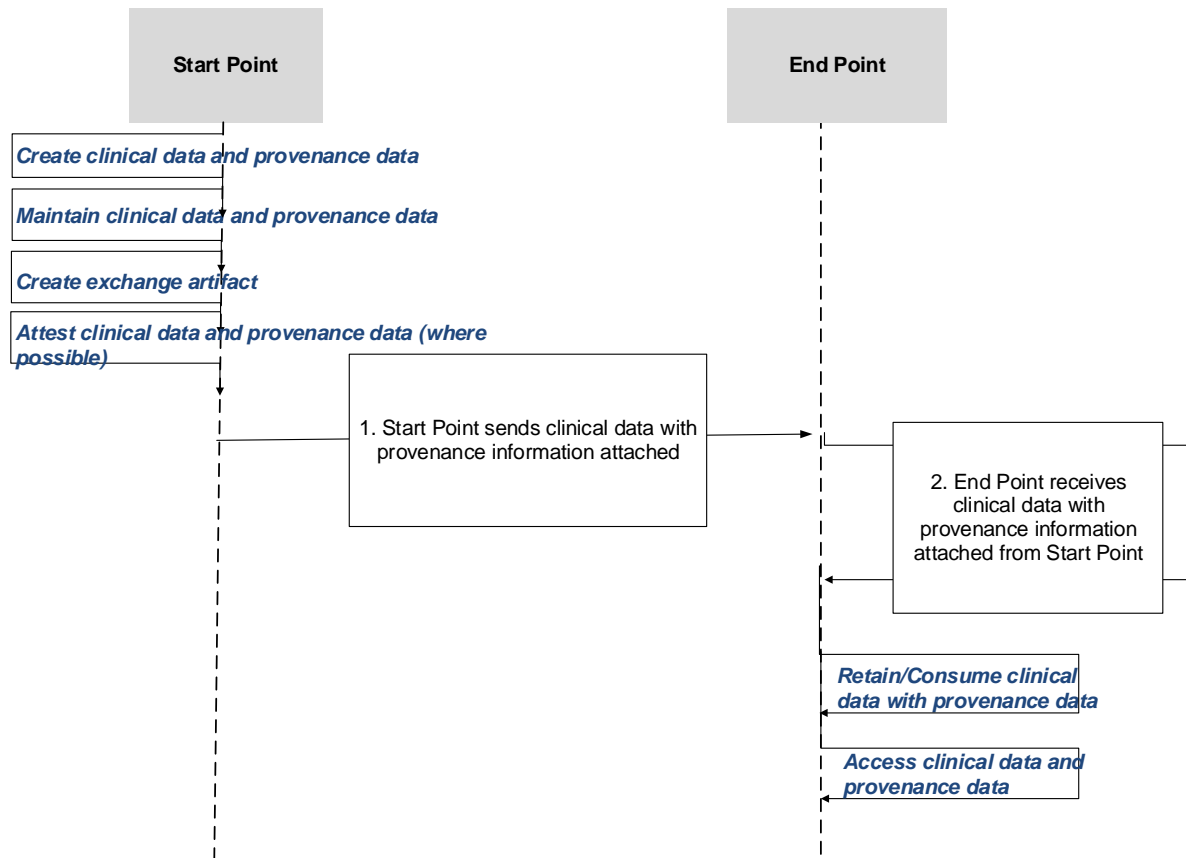 Start Point
End Point
Create clinical data and provenance data
Maintain clinical data and provenance data
Create exchange artifact
Attest clinical data and provenance data (where
possible)
1. Start Point sends clinical data with
provenance information attached
2. End Point receives
clinical data with
provenance information
attached from Start Point
Retain/Consume clinical
data with provenance data
Access clinical data and
provenance data